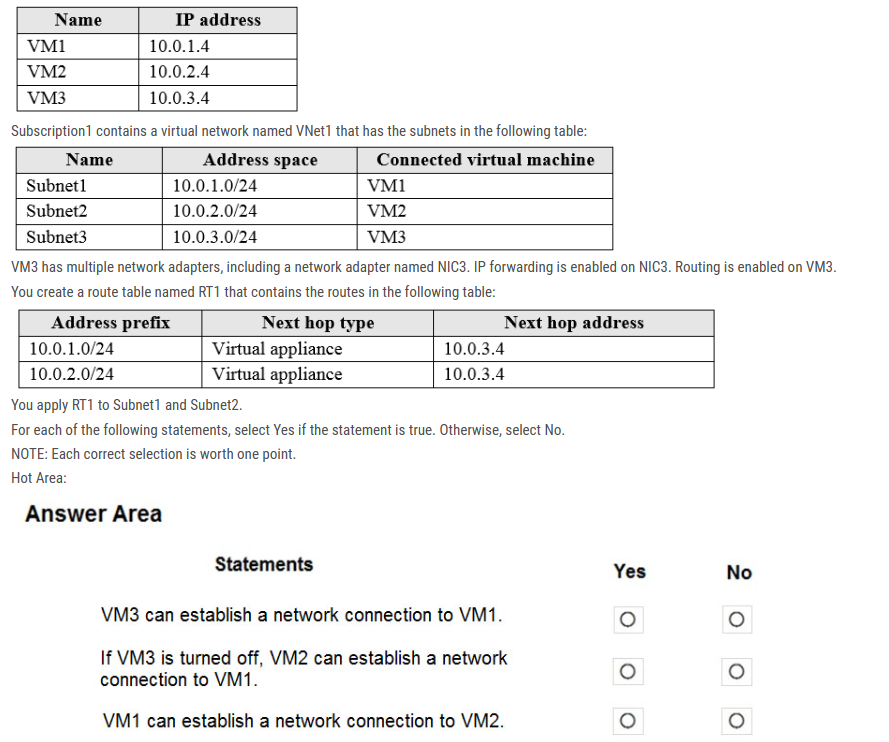 Name IP address
VM1 10.0.1.4
VM2 10.0.2.4
VM3 10.0.3.4
Subscription1 contains a virtual network named VNet1 that has the subnets in the following table:
Name Address space Connected virtual machine
Subnet1 10.0.1.0/24 VM1
Subnet2 10.0.2.0/24 VM2
Subnet3 10.0.3.0/24 VM3
VM3 has multiple network adapters, including a network adapter named NIC3. IP forwarding is enabled on NIC3. Routing is enabled on VM3.
You create a route table named RT1 that contains the routes in the following table:
Address prefix Next hop type Next hop address
10.0.1.0/24 Virtual appliance 10.0.3.4
10.0.2.0/24 Virtual appliance 10.0.3.4
You apply RT1 to Subnet1 and Subnet2.
For each of the following statements, select Yes if the statement is true. Otherwise, select No.
NOTE: Each correct selection is worth one point.
Hot Area:
Answer Area
Statements Yes No
VM3 can establish a network connection to VM1.
If VM3 is turned off, VM2 can establish a network
connection to VM1.
VM1 can establish a network connection to VM2.